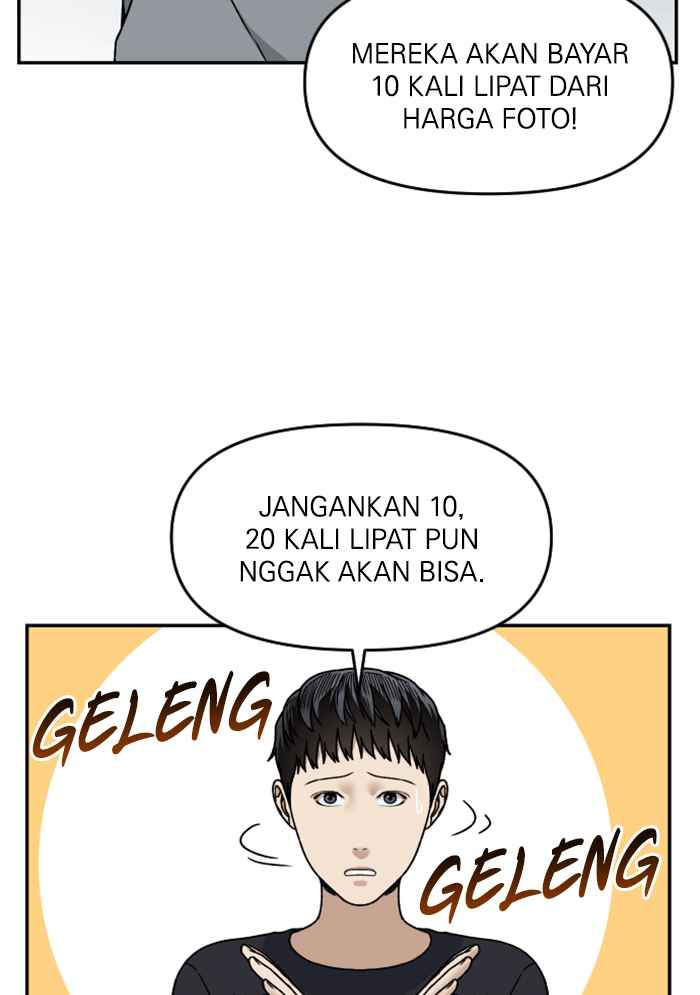 MEREKA AKAN BAYAR
10 KALI LIPAT DARI
HARGA FOTO!
JANGANKAN 10,
20 KALI LIPAT PUN
NGGAK AKAN BISA.
GELENG
GELENG